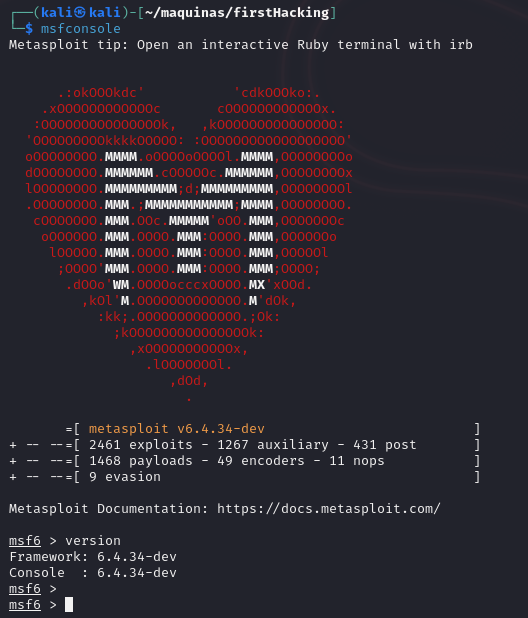 ┌──(kali㉿kali)-[~/maquinas/firstHacking]
└─$ msfconsole
Metasploit tip: Open an interactive Ruby terminal with irb
     .:okOOOkdc'           'cdkOOOko:.
   .xOOOOOOOOOOOOc       cOOOOOOOOOOOOx.
  :OOOOOOOOOOOOOOOk,   ,kOOOOOOOOOOOOOOO:
 'OOOOOOOOOkkkkOOOOO: :OOOOOOOOOOOOOOOOOO'
 oOOOOOOOO.MMMM.oOOOOoOOOOl.MMMM,OOOOOOOOo
 dOOOOOOOO.MMMMMM.cOOOOOc.MMMMMM,OOOOOOOOx
 lOOOOOOOO.MMMMMMMMM;d;MMMMMMMMM,OOOOOOOOl
 .OOOOOOOO.MMM.;MMMMMMMMMMM;MMMM,OOOOOOOO.
  cOOOOOOO.MMM.OOc.MMMMM'oOO.MMM,OOOOOOOc
   oOOOOOO.MMM.OOOO.MMM:OOOO.MMM,OOOOOOo
    lOOOOO.MMM.OOOO.MMM:OOOO.MMM,OOOOOl
     ;OOOO'MMM.OOOO.MMM:OOOO.MMM;OOOO;
      .dOOo'WM.OOOOocccxOOOO.MX'xOOd.
        ,kOl'M.OOOOOOOOOOOOO.M'dOk,
          :kk;.OOOOOOOOOOOOO.;Ok:
            ;kOOOOOOOOOOOOOOOk:
              ,xOOOOOOOOOOOx,
                .lOOOOOOOl.
                   ,dOd,
                     .
       =[ metasploit v6.4.34-dev                          ]
+ -- --=[ 2461 exploits - 1267 auxiliary - 431 post       ]
+ -- --=[ 1468 payloads - 49 encoders - 11 nops           ]
+ -- --=[ 9 evasion                                       ]
Metasploit Documentation: https://docs.metasploit.com/
msf6 > version
Framework: 6.4.34-dev
Console  : 6.4.34-dev
msf6 >
msf6 >